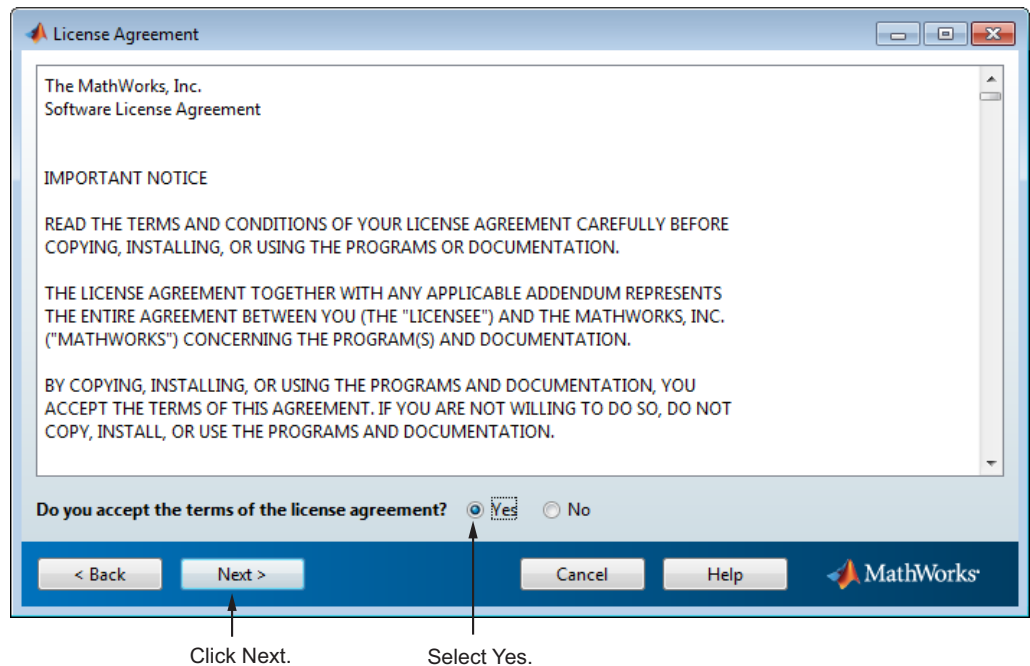 License Agreement
The MathWorks, Inc.
Software License Agreement
IMPORTANT NOTICE
READ THE TERMS AND CONDITIONS OF YOUR LICENSE AGREEMENT CAREFULLY BEFORE
COPYING, INSTALLING, OR USING THE PROGRAMS OR DOCUMENTATION.
THE LICENSE AGREEMENT TOGETHER WITH ANY APPLICABLE ADDENDUM REPRESENTS
THE ENTIRE AGREEMENT BETWEEN YOU (THE "LICENSEE") AND THE MATHWORKS, INC.
("MATHWORKS") CONCERNING THE PROGRAM(S) AND DOCUMENTATION.
BY COPYING, INSTALLING, OR USING THE PROGRAMS AND DOCUMENTATION, YOU
ACCEPT THE TERMS OF THIS AGREEMENT. IF YOU ARE NOT WILLING TO DO SO, DO NOT
COPY, INSTALL, OR USE THE PROGRAMS AND DOCUMENTATION.
Do you accept the terms of the license agreement? Yes No
< Back Next > Cancel Help MathWorks
Click Next. Select Yes.